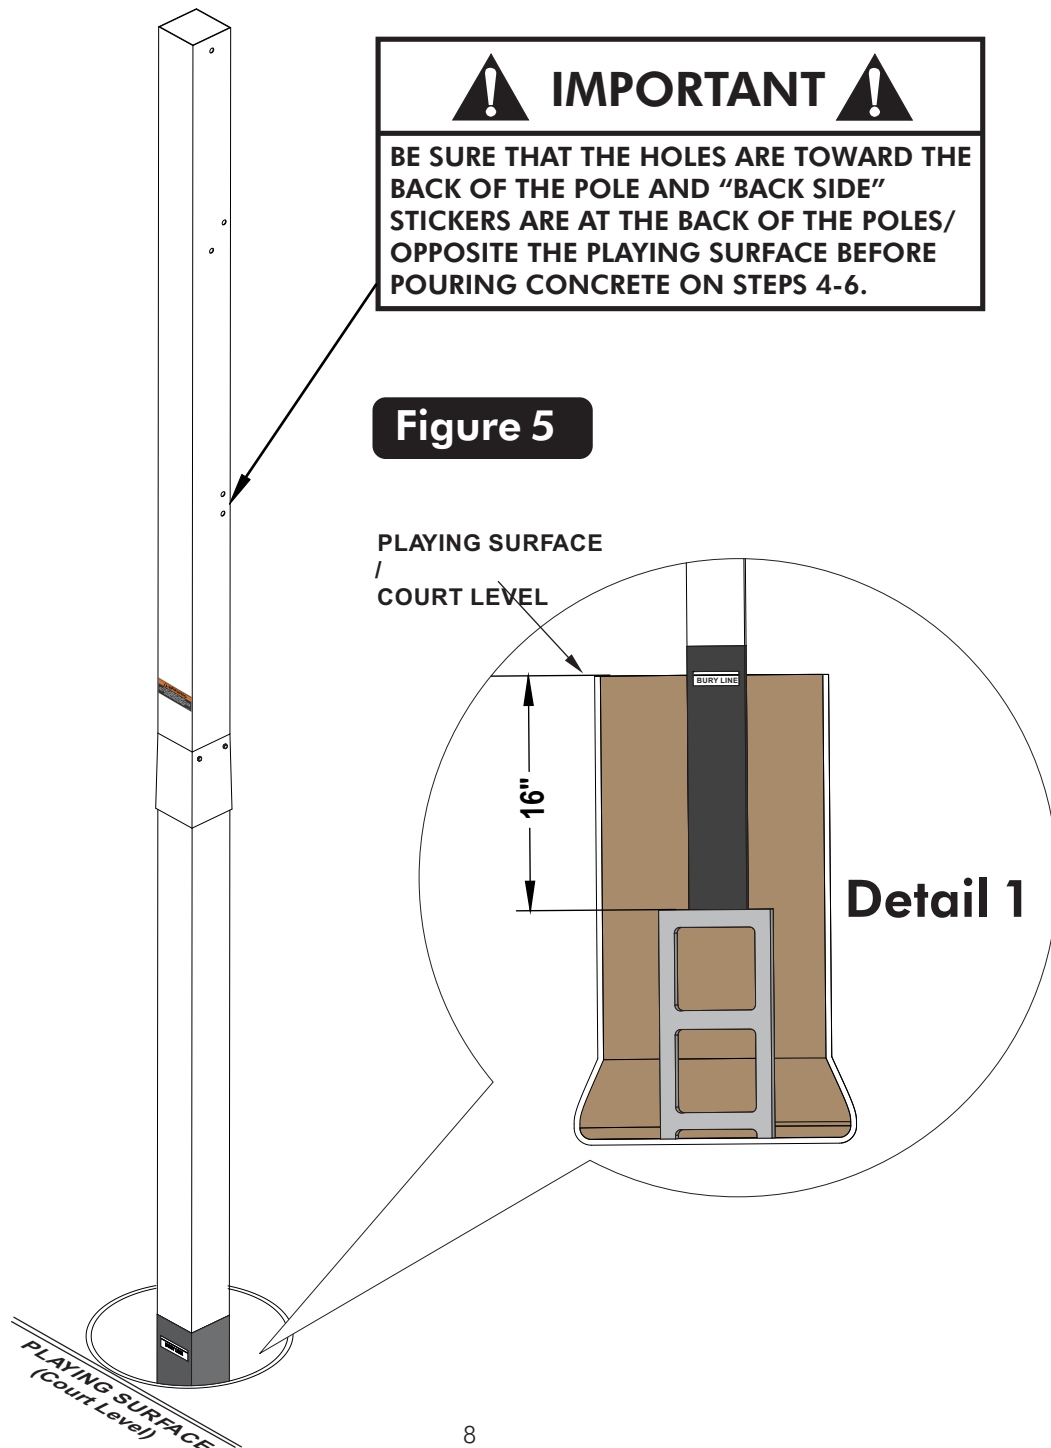 IMPORTANT
BE SURE THAT THE HOLES ARE TOWARD THE
BACK OF THE POLE AND “BACK SIDE”
STICKERS ARE AT THE BACK OF THE POLES/
OPPOSITE THE PLAYING SURFACE BEFORE
POURING CONCRETE ON STEPS 4-6.
Figure 5
PLAYING SURFACE
/
COURT LEVEL
BURY LINE
16"
Detail 1
PLAYING SURFACE
(Court Level)
8